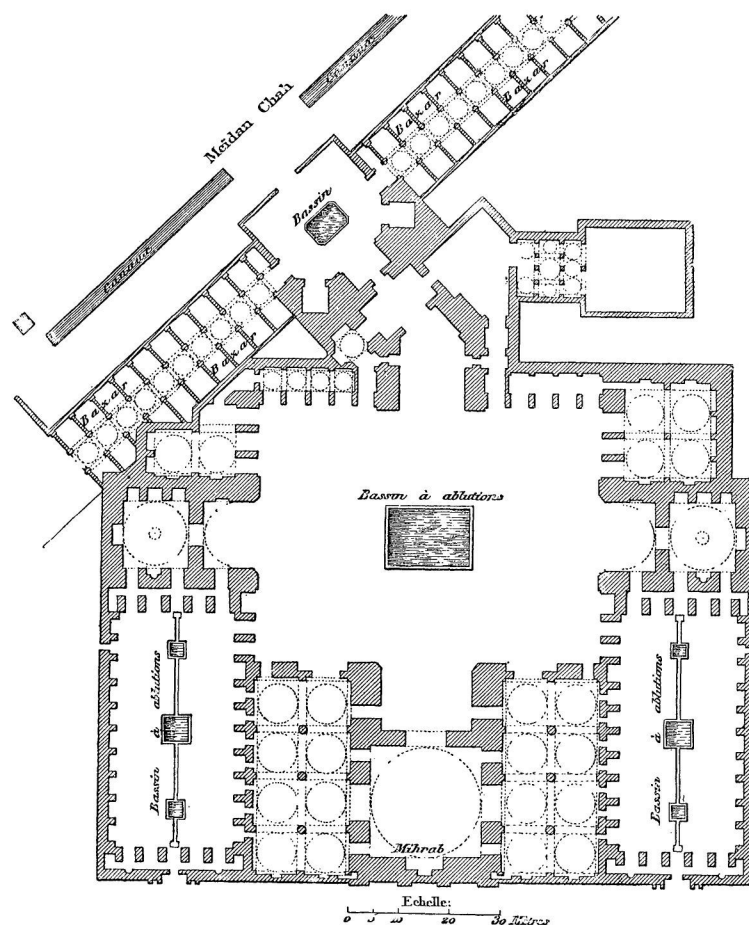 Canaux
Meïdan Chah
Bazar
Bazar
Bassin
Canaux
Bazar
Bazar
Bassin à ablutions
Bassin à ablutions
Bassin à ablutions
Mihrab
Echelle:
0 5 10 20 30 Mètres